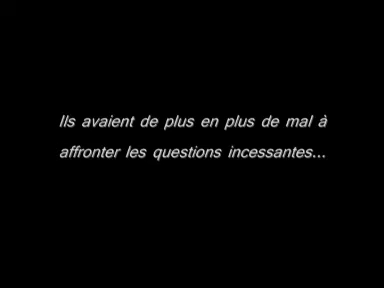 Ils avaient de plus en plus de mal à
affronter les questions incessantes...